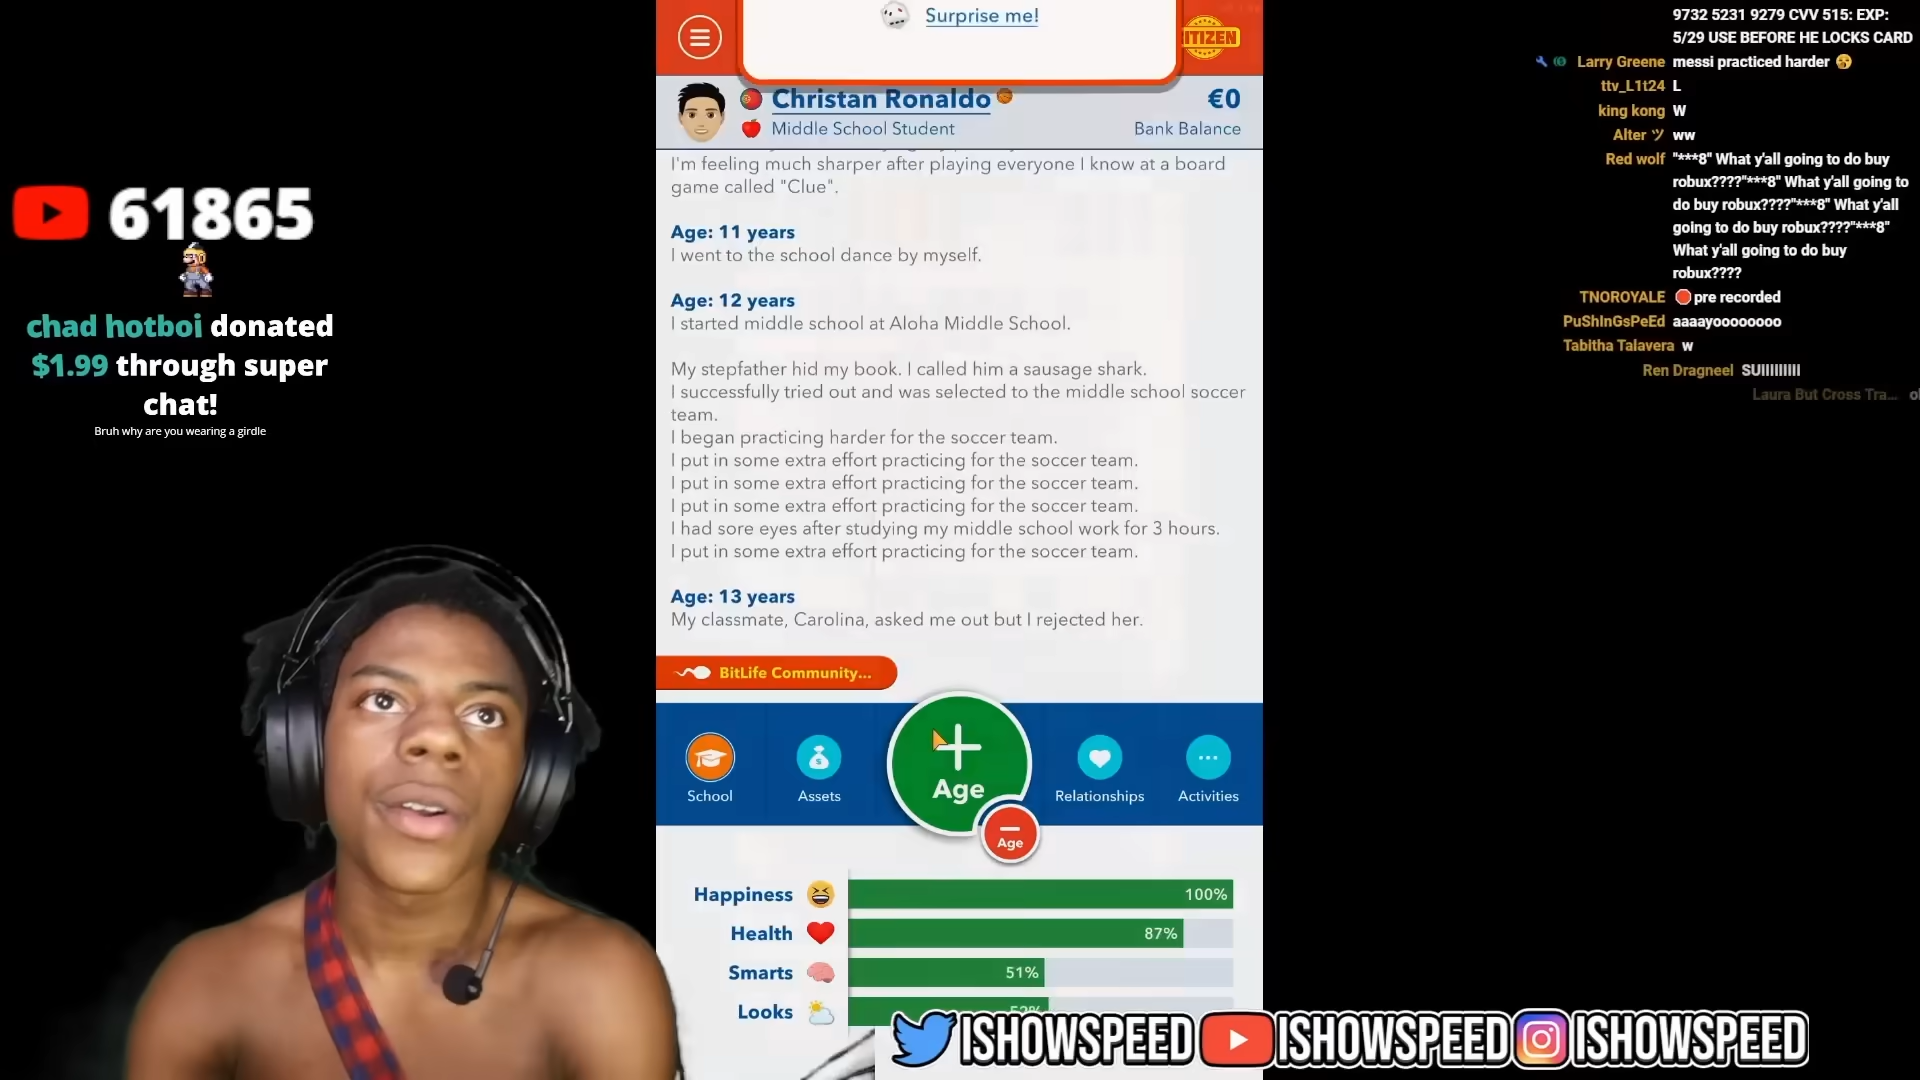 61865
chad hotboi donated
$1.99 through super
chat!
Bruh why are you wearing a girdle
Surprise me!
ITIZEN
Christan Ronaldo
€0
Middle School Student
Bank Balance
I'm feeling much sharper after playing everyone I know at a board
game called "Clue".
Age: 11 years
I went to the school dance by myself.
Age: 12 years
I started middle school at Aloha Middle School.
My stepfather hid my book. I called him a sausage shark.
I successfully tried out and was selected to the middle school soccer
team.
I began practicing harder for the soccer team.
I put in some extra effort practicing for the soccer team.
I put in some extra effort practicing for the soccer team.
I put in some extra effort practicing for the soccer team.
I had sore eyes after studying my middle school work for 3 hours.
I put in some extra effort practicing for the soccer team.
Age: 13 years
My classmate, Carolina, asked me out but I rejected her.
BitLife Community...
School
Assets
Age
Age
Relationships
Activities
Happiness 100%
Health 87%
Smarts 51%
Looks
ISHOWSPEED ISHOWSPEED ISHOWSPEED
9732 5231 9279 CVV 515: EXP:
5/29 USE BEFORE HE LOCKS CARD
Larry Greene messi practiced harder
ttv_L1t24 L
king kong W
Alter ツ ww
Red wolf "***8" What y'all going to do buy
robux????"***8" What y'all going to
do buy robux????"***8" What y'all
going to do buy robux????"***8"
What y'all going to do buy
robux????
TNOROYALE pre recorded
PuShInGsPeEd aaaayoooooooo
Tabitha Talavera w
Ren Dragneel SUIIIIIIIII
Laura But Cross Tra...